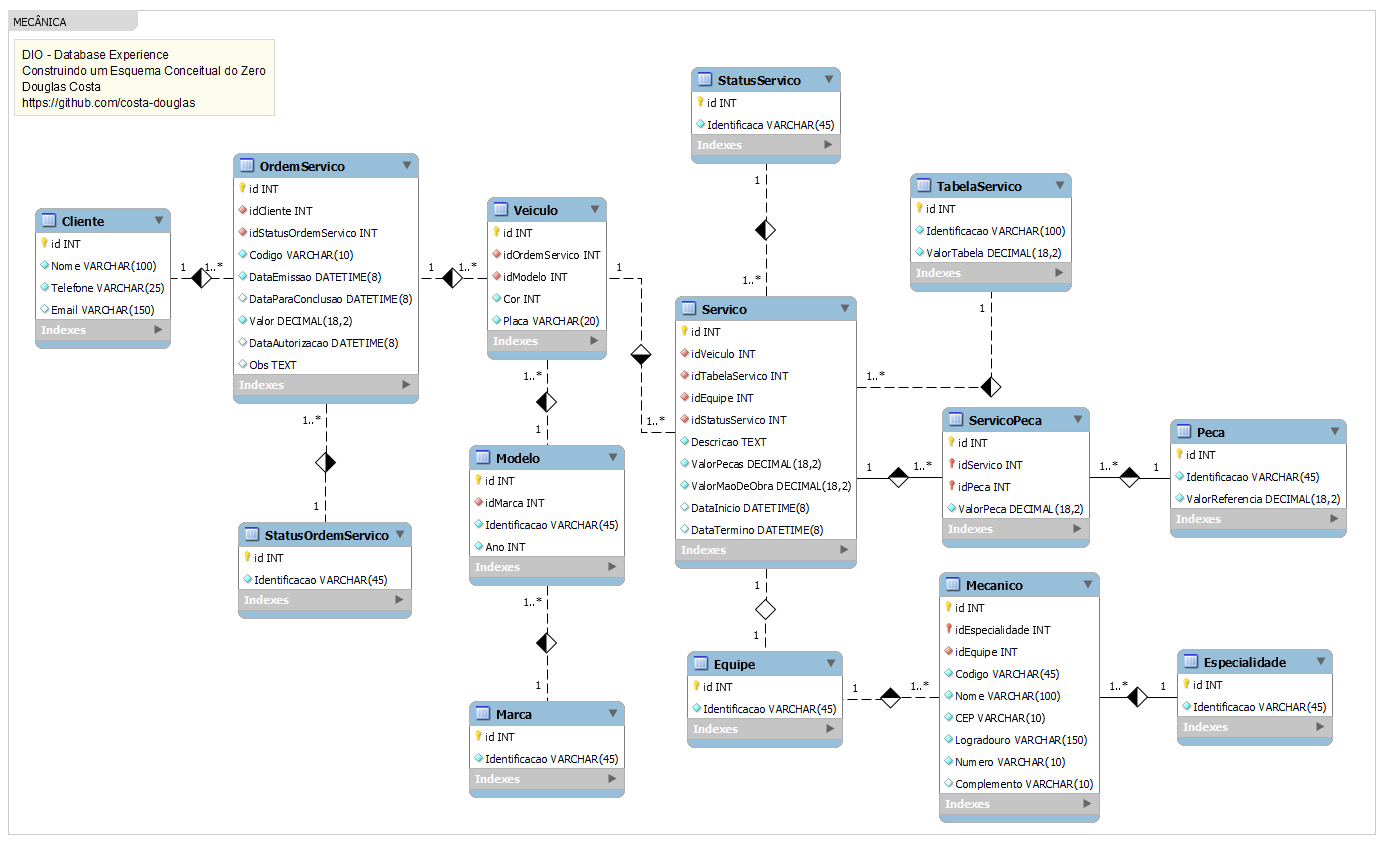 MECÂNICA
DIO - Database Experience
Construindo um Esquema Conceitual do Zero
Douglas Costa
https://github.com/costa-douglas
Cliente
id INT
Nome VARCHAR(100)
Telefone VARCHAR(25)
Email VARCHAR(150)
Indexes
1
1..*
OrdemServico
id INT
idCliente INT
idStatusOrdemServico INT
Codigo VARCHAR(10)
DataEmissao DATETIME(8)
DataParaConclusao DATETIME(8)
Valor DECIMAL(18,2)
DataAutorizacao DATETIME(8)
Obs TEXT
Indexes
1..*
1
StatusOrdemServico
id INT
Identificacao VARCHAR(45)
Indexes
1
1..*
Veiculo
id INT
idOrdemServico INT
idModelo INT
Cor INT
Placa VARCHAR(20)
Indexes
1..*
1
Modelo
id INT
idMarca INT
Identificacao VARCHAR(45)
Ano INT
Indexes
1..*
1
Marca
id INT
Identificacao VARCHAR(45)
Indexes
1
1..*
StatusServico
id INT
Identificaca VARCHAR(45)
Indexes
1
1..*
Servico
id INT
idVeiculo INT
idTabelaServico INT
idEquipe INT
idStatusServico INT
Descricao TEXT
ValorPecas DECIMAL(18,2)
ValorMaoDeObra DECIMAL(18,2)
DataInicio DATETIME(8)
DataTermino DATETIME(8)
Indexes
1
1
Equipe
id INT
Identificacao VARCHAR(45)
Indexes
TabelaServico
id INT
Identificacao VARCHAR(100)
ValorTabela DECIMAL(18,2)
Indexes
1
1..*
1
1..*
ServicoPeca
id INT
idServico INT
idPeca INT
ValorPeca DECIMAL(18,2)
Indexes
1..*
1
Peca
id INT
Identificacao VARCHAR(45)
ValorReferencia DECIMAL(18,2)
Indexes
1
1..*
Mecanico
id INT
idEspecialidade INT
idEquipe INT
Codigo VARCHAR(45)
Nome VARCHAR(100)
CEP VARCHAR(10)
Logradouro VARCHAR(150)
Numero VARCHAR(10)
Complemento VARCHAR(10)
Indexes
1..*
1
Especialidade
id INT
Identificacao VARCHAR(45)
Indexes